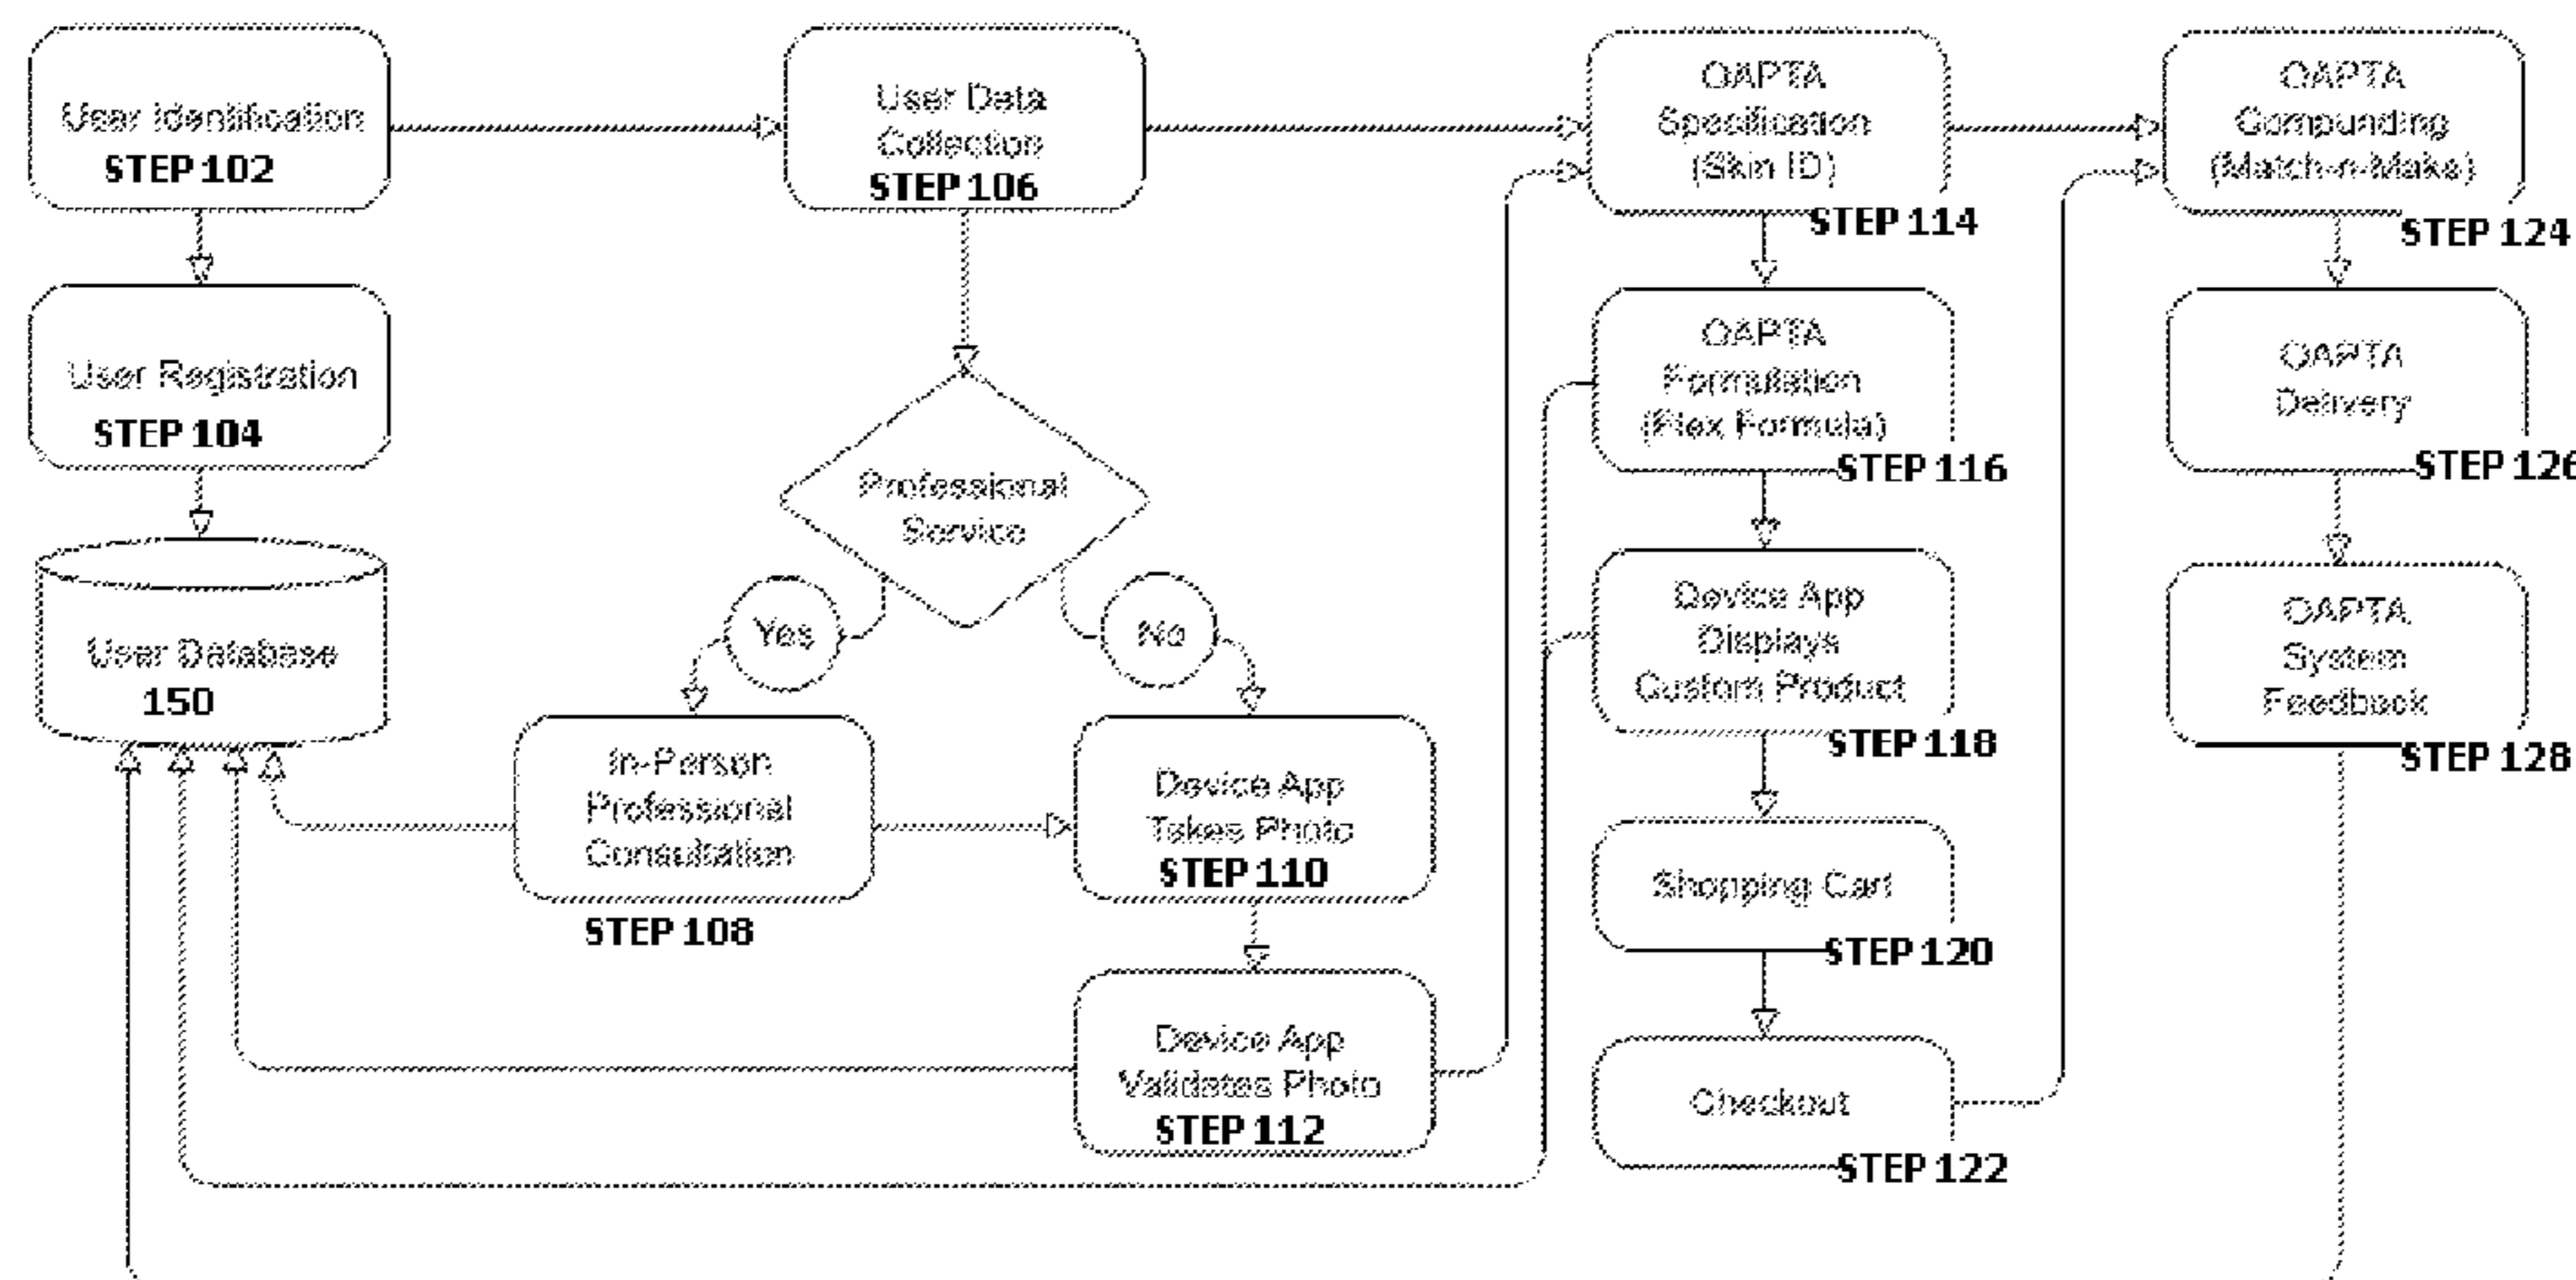 User Identification
STEP 102
User Registration
STEP 104
User Database
150
User Data
Collection
STEP 106
Professional
Service
Yes
No
In-Person
Professional
Consultation
STEP 108
Device App
Takes Photo
STEP 110
Device App
Validates Photo
STEP 112
OAPTA
Specification
(Skin ID)
STEP 114
OAPTA
Formulation
(Flex Formula)
STEP 116
Device App
Displays
Custom Product
STEP 118
Shopping Cart
STEP 120
Checkout
STEP 122
OAPTA
Compunding
(Match-n-Make)
STEP 124
OAPTA
Delivery
STEP 126
OAPTA
System
Feedback
STEP 128